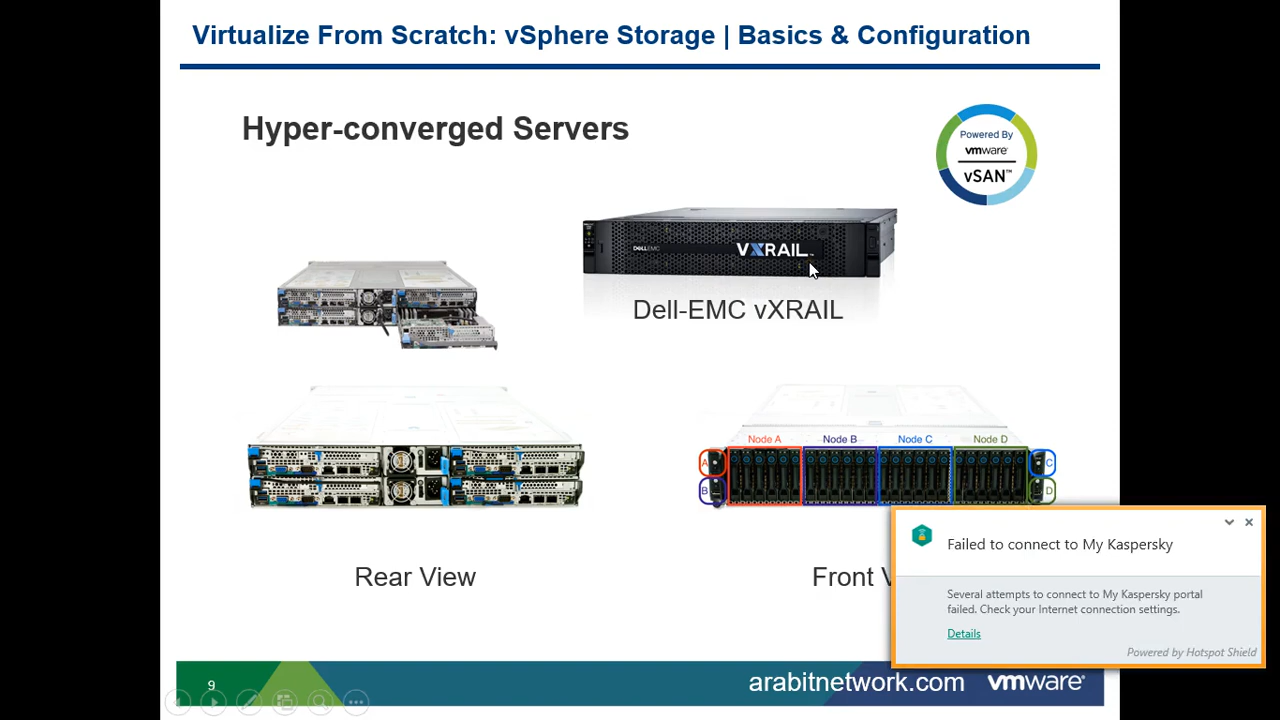 Virtualize From Scratch: vSphere Storage | Basics & Configuration
Hyper-converged Servers
Powered By
vmware
vSAN™
DELLEMC
VXRAIL
Dell-EMC vXRAIL
Node A
Node B
Node C
Node D
A
C
B
D
Rear View
Front V
Failed to connect to My Kaspersky
Several attempts to connect to My Kaspersky portal
failed. Check your Internet connection settings.
Details
Powered by Hotspot Shield
9
arabitnetwork.com
vmware®